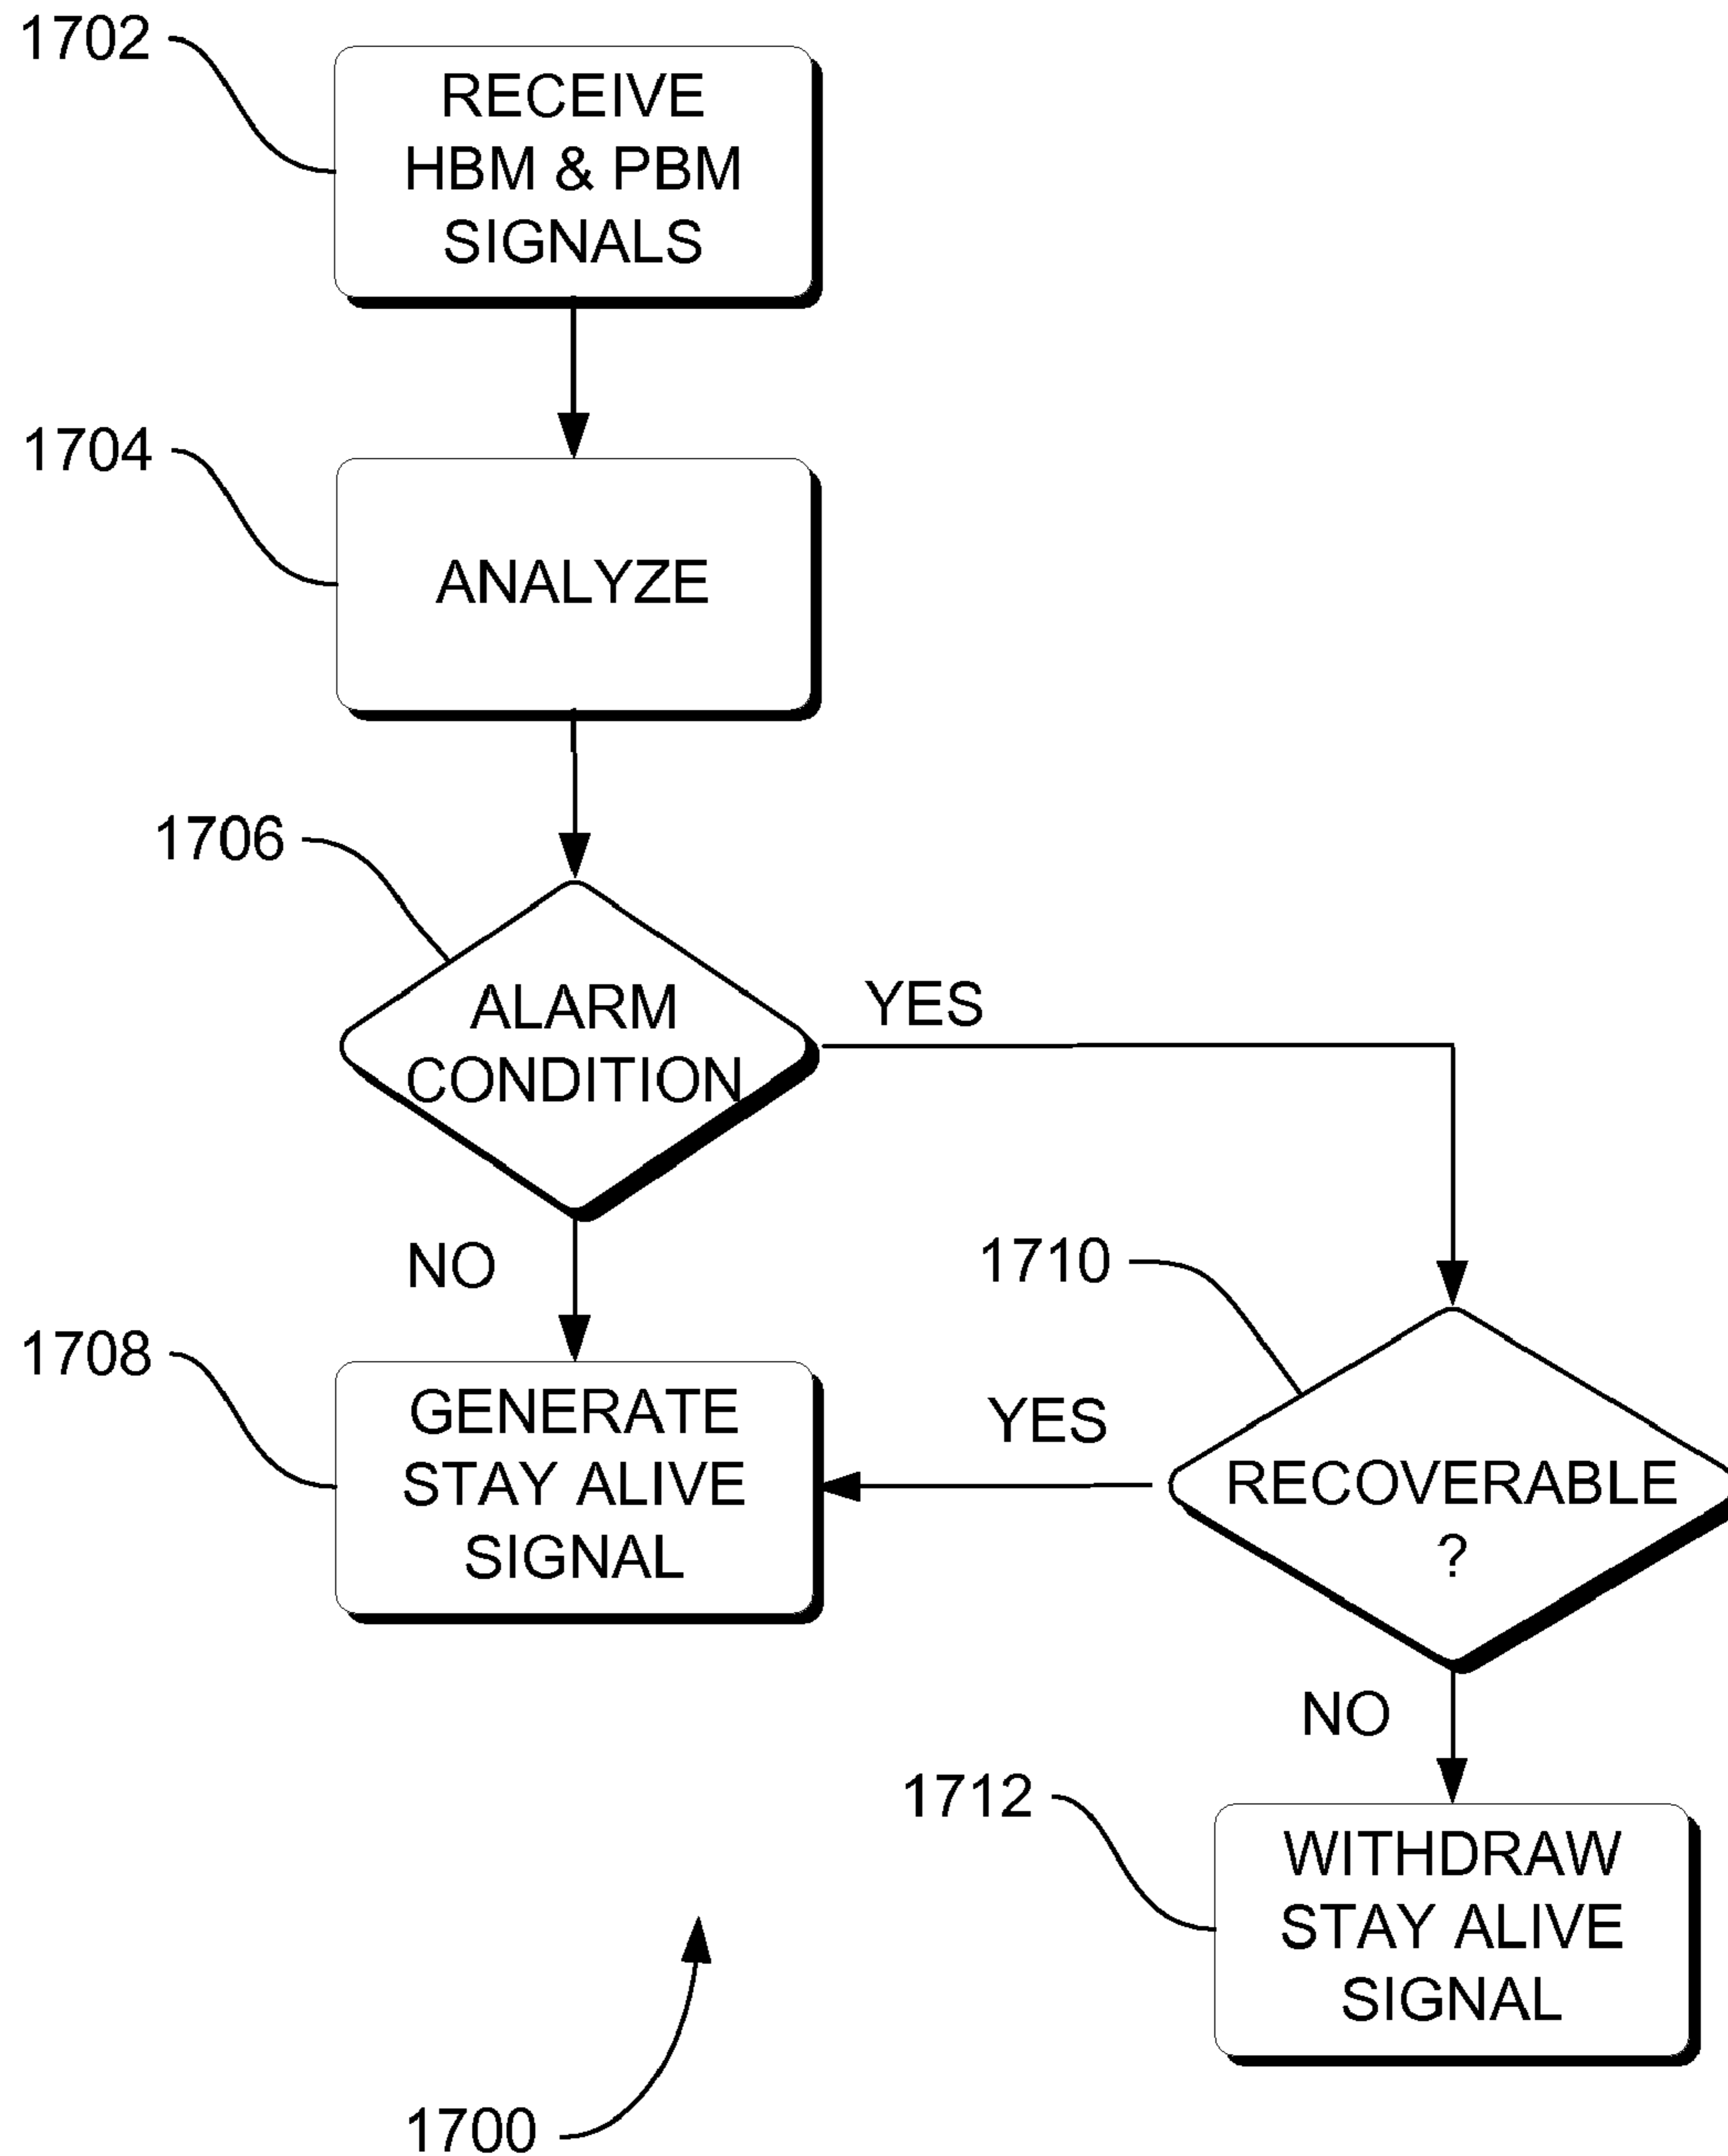 1702
RECEIVE
HBM & PBM
SIGNALS
1704
ANALYZE
1706
ALARM
CONDITION
YES
NO
1710
1708
GENERATE
STAY ALIVE
SIGNAL
YES
RECOVERABLE
?
NO
1712
WITHDRAW
STAY ALIVE
SIGNAL
1700